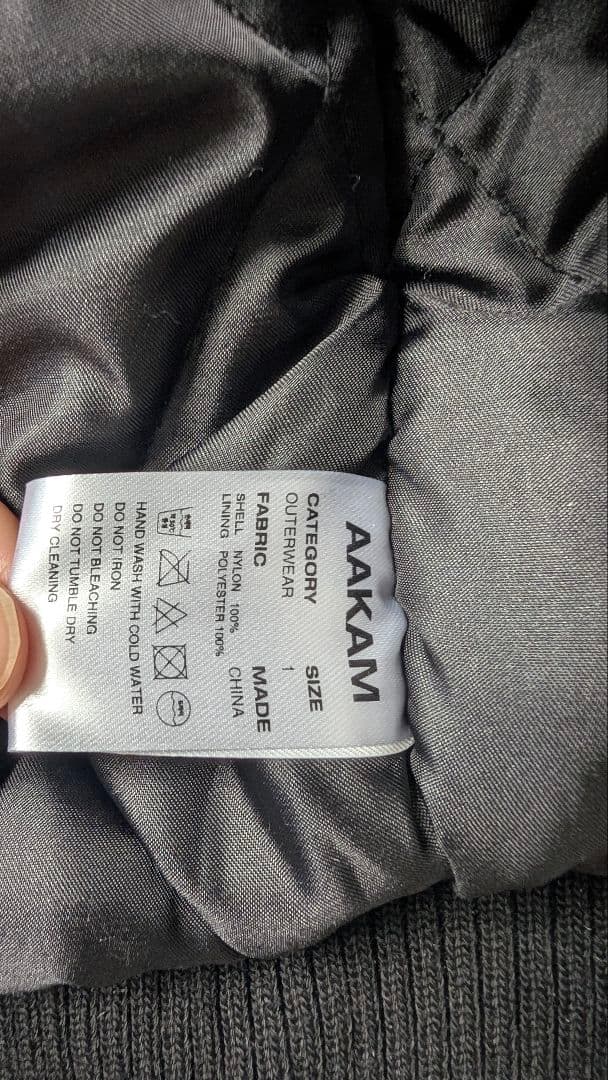 AAKAM
CATEGORY SIZE
OUTERWEAR 1
FABRIC MADE
SHELL NYLON 100% CHINA
LINING POLYESTER 100%
HAND WASH WITH COLD WATER
DO NOT IRON
DO NOT BLEACHING
DO NOT TUMBLE DRY
DRY CLEANING